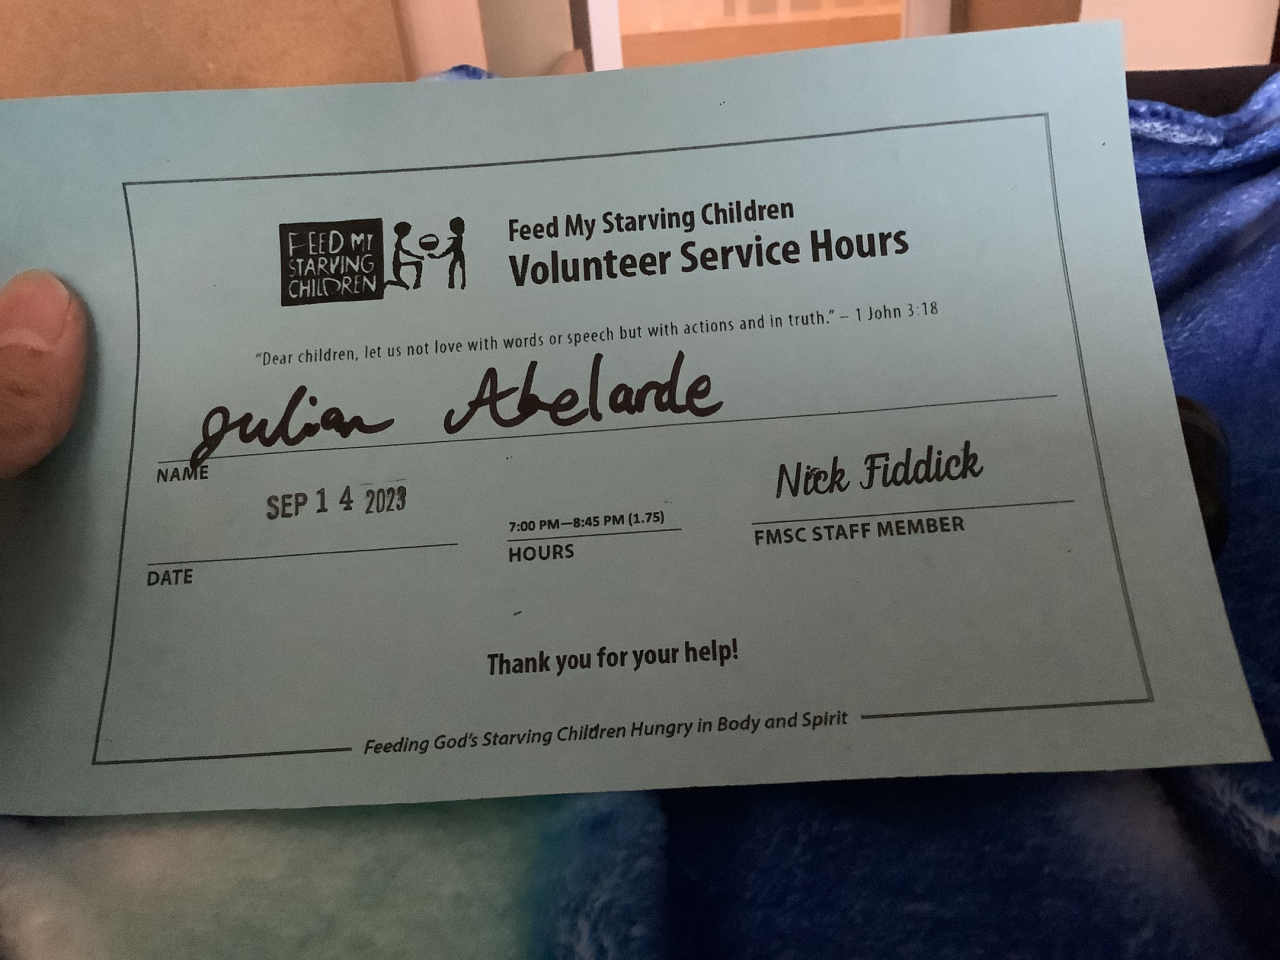 FEED MY
STARVING
CHILDREN
Feed My Starving Children
Volunteer Service Hours
“Dear children, let us not love with words or speech but with actions and in truth.” – 1 John 3:18
Julian Abelarde
NAME
SEP 14 2023
DATE
7:00 PM—8:45 PM (1.75)
HOURS
Nick Fiddick
FMSC STAFF MEMBER
Thank you for your help!
Feeding God's Starving Children Hungry in Body and Spirit